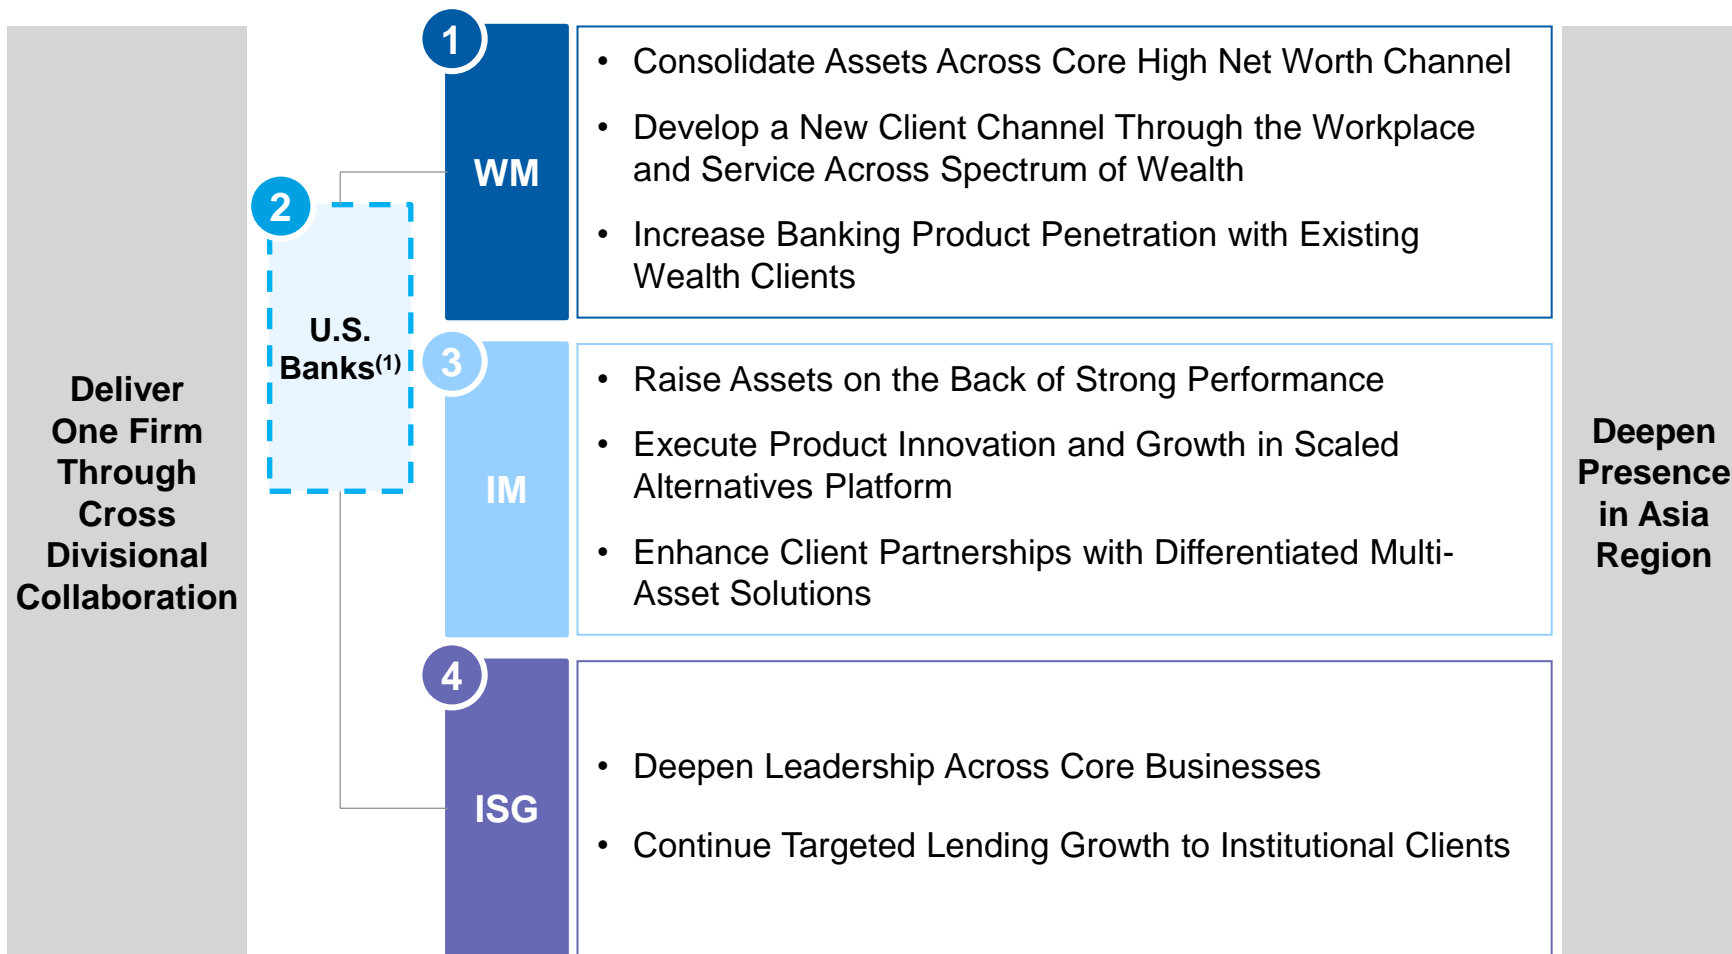 Deliver
One Firm
Through
Cross
Divisional
Collaboration
2
U.S.
Banks(1)
1
WM
• Consolidate Assets Across Core High Net Worth Channel
• Develop a New Client Channel Through the Workplace
and Service Across Spectrum of Wealth
• Increase Banking Product Penetration with Existing
Wealth Clients
3
IM
• Raise Assets on the Back of Strong Performance
• Execute Product Innovation and Growth in Scaled
Alternatives Platform
• Enhance Client Partnerships with Differentiated Multi-
Asset Solutions
4
ISG
• Deepen Leadership Across Core Businesses
• Continue Targeted Lending Growth to Institutional Clients
Deepen
Presence
in Asia
Region